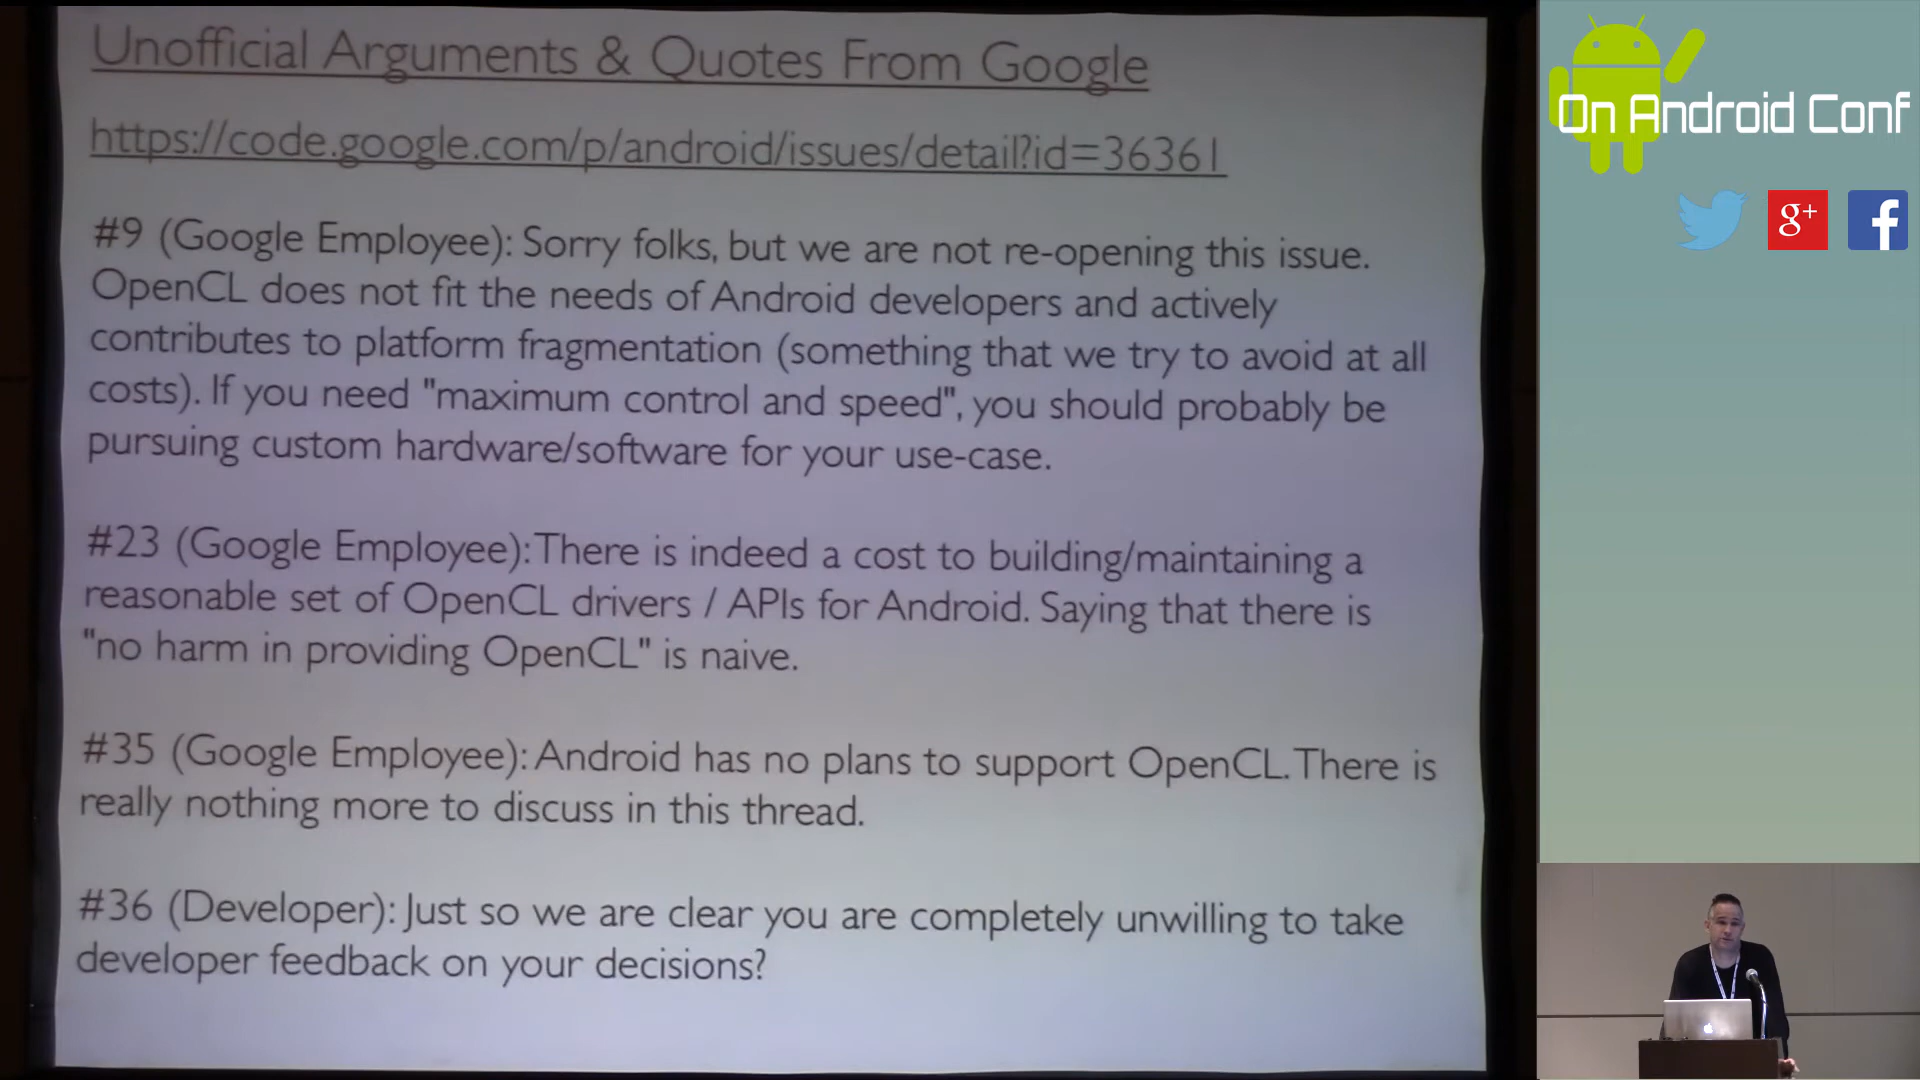 Unofficial Arguments & Quotes From Google
https://code.google.com/p/android/issues/detail?id=36361
#9 (Google Employee): Sorry folks, but we are not re-opening this issue.
OpenCL does not fit the needs of Android developers and actively
contributes to platform fragmentation (something that we try to avoid at all
costs). If you need "maximum control and speed", you should probably be
pursuing custom hardware/software for your use-case.
#23 (Google Employee): There is indeed a cost to building/maintaining a
reasonable set of OpenCL drivers / APIs for Android. Saying that there is
"no harm in providing OpenCL" is naive.
#35 (Google Employee): Android has no plans to support OpenCL. There is
really nothing more to discuss in this thread.
#36 (Developer): Just so we are clear you are completely unwilling to take
developer feedback on your decisions?
On Android Conf
g+ f